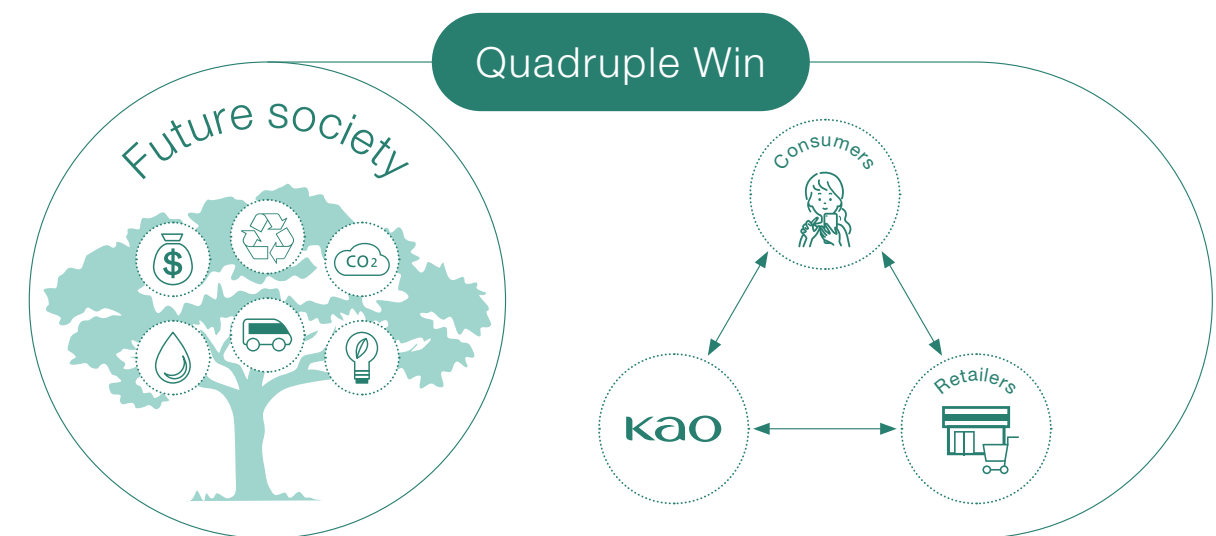 Quadruple Win
Future society
$
CO2
Consumers
Kao
Retailers